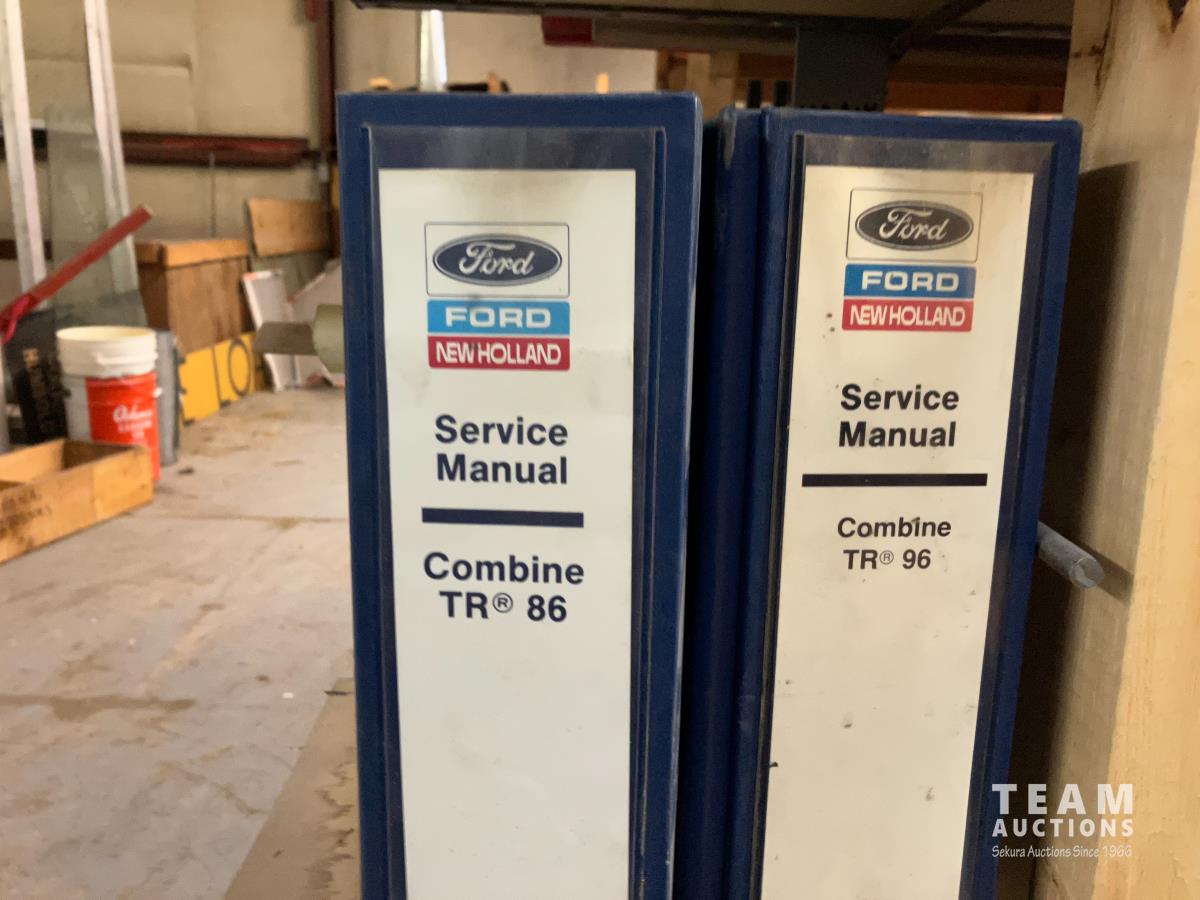 Ford
FORD
NEW HOLLAND
Service
Manual
Combine
TR® 86
Ford
FORD
NEW HOLLAND
Service
Manual
Combine
TR® 96
TEAM
AUCTIONS
Sekura Auctions Since 1966